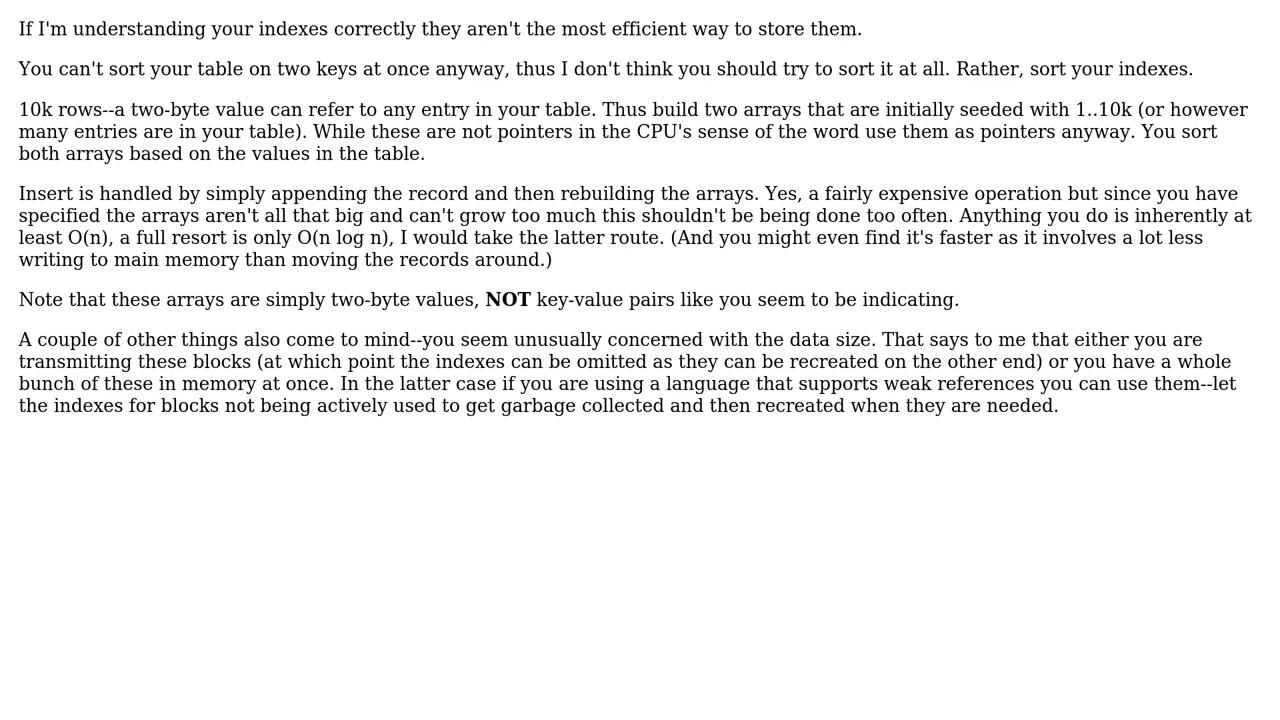 If I'm understanding your indexes correctly they aren't the most efficient way to store them.
You can't sort your table on two keys at once anyway, thus I don't think you should try to sort it at all. Rather, sort your indexes.
10k rows--a two-byte value can refer to any entry in your table. Thus build two arrays that are initially seeded with 1..10k (or however
many entries are in your table). While these are not pointers in the CPU's sense of the word use them as pointers anyway. You sort
both arrays based on the values in the table.
Insert is handled by simply appending the record and then rebuilding the arrays. Yes, a fairly expensive operation but since you have
specified the arrays aren't all that big and can't grow too much this shouldn't be being done too often. Anything you do is inherently at
least O(n), a full resort is only O(n log n), I would take the latter route. (And you might even find it's faster as it involves a lot less
writing to main memory than moving the records around.)
Note that these arrays are simply two-byte values, NOT key-value pairs like you seem to be indicating.
A couple of other things also come to mind--you seem unusually concerned with the data size. That says to me that either you are
transmitting these blocks (at which point the indexes can be omitted as they can be recreated on the other end) or you have a whole
bunch of these in memory at once. In the latter case if you are using a language that supports weak references you can use them--let
the indexes for blocks not being actively used to get garbage collected and then recreated when they are needed.